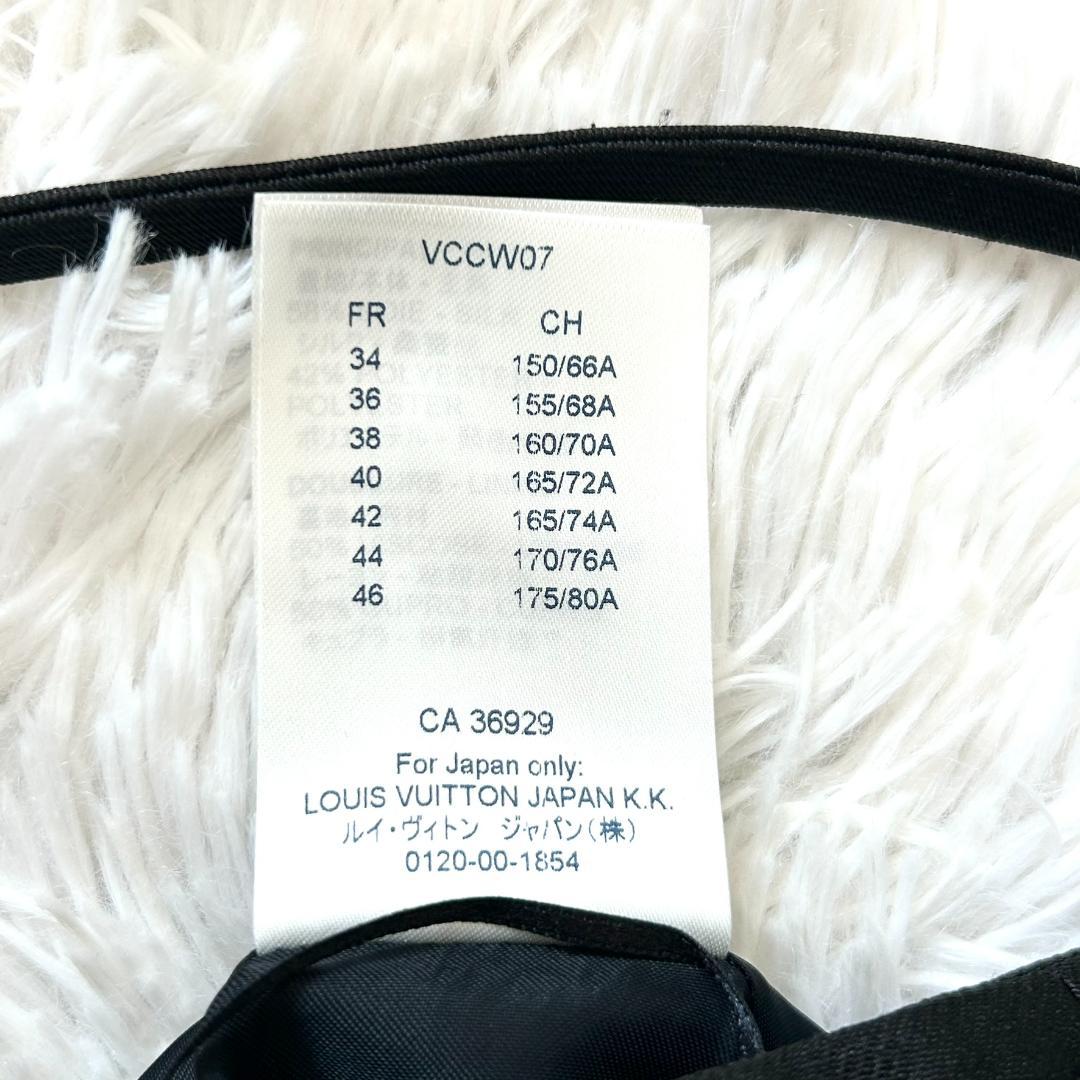 VCCW07
FR CH
34 150/66A
36 155/68A
38 160/70A
40 165/72A
42 165/74A
44 170/76A
46 175/80A
CA 36929
For Japan only:
LOUIS VUITTON JAPAN K.K.
ルイ・ヴィトン ジャパン(株)
0120-00-1854